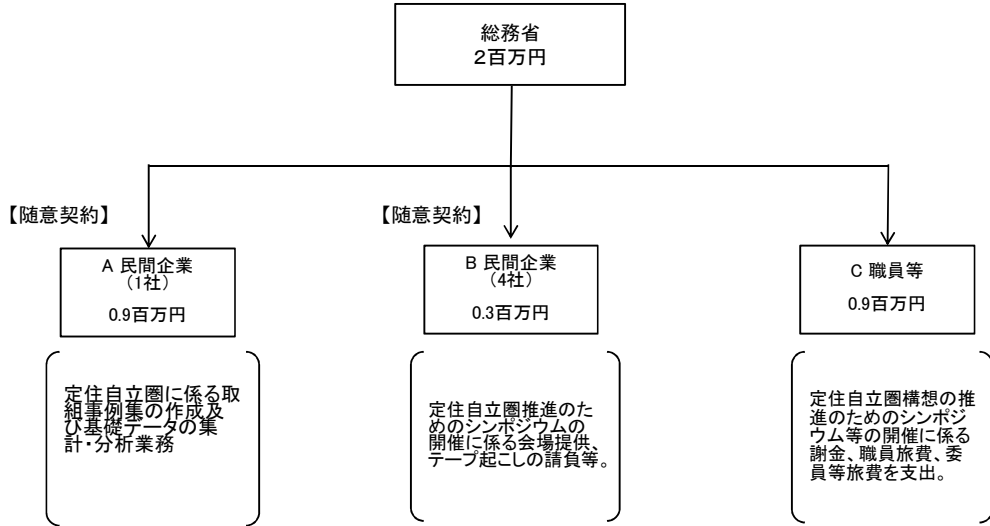 総務省
2百万円
【随意契約】
【随意契約】
A 民間企業
（1社）
0.9百万円
B 民間企業
（4社）
0.3百万円
C 職員等
0.9百万円
定住自立圏に係る取
組事例集の作成及
び基礎データの集
計・分析業務
定住自立圏推進のた
めのシンポジウムの
開催に係る会場提供、
テープ起こしの請負等。
定住自立圏構想の推
進のためのシンポジ
ウム等の開催に係る
謝金、職員旅費、委
員等旅費を支出。